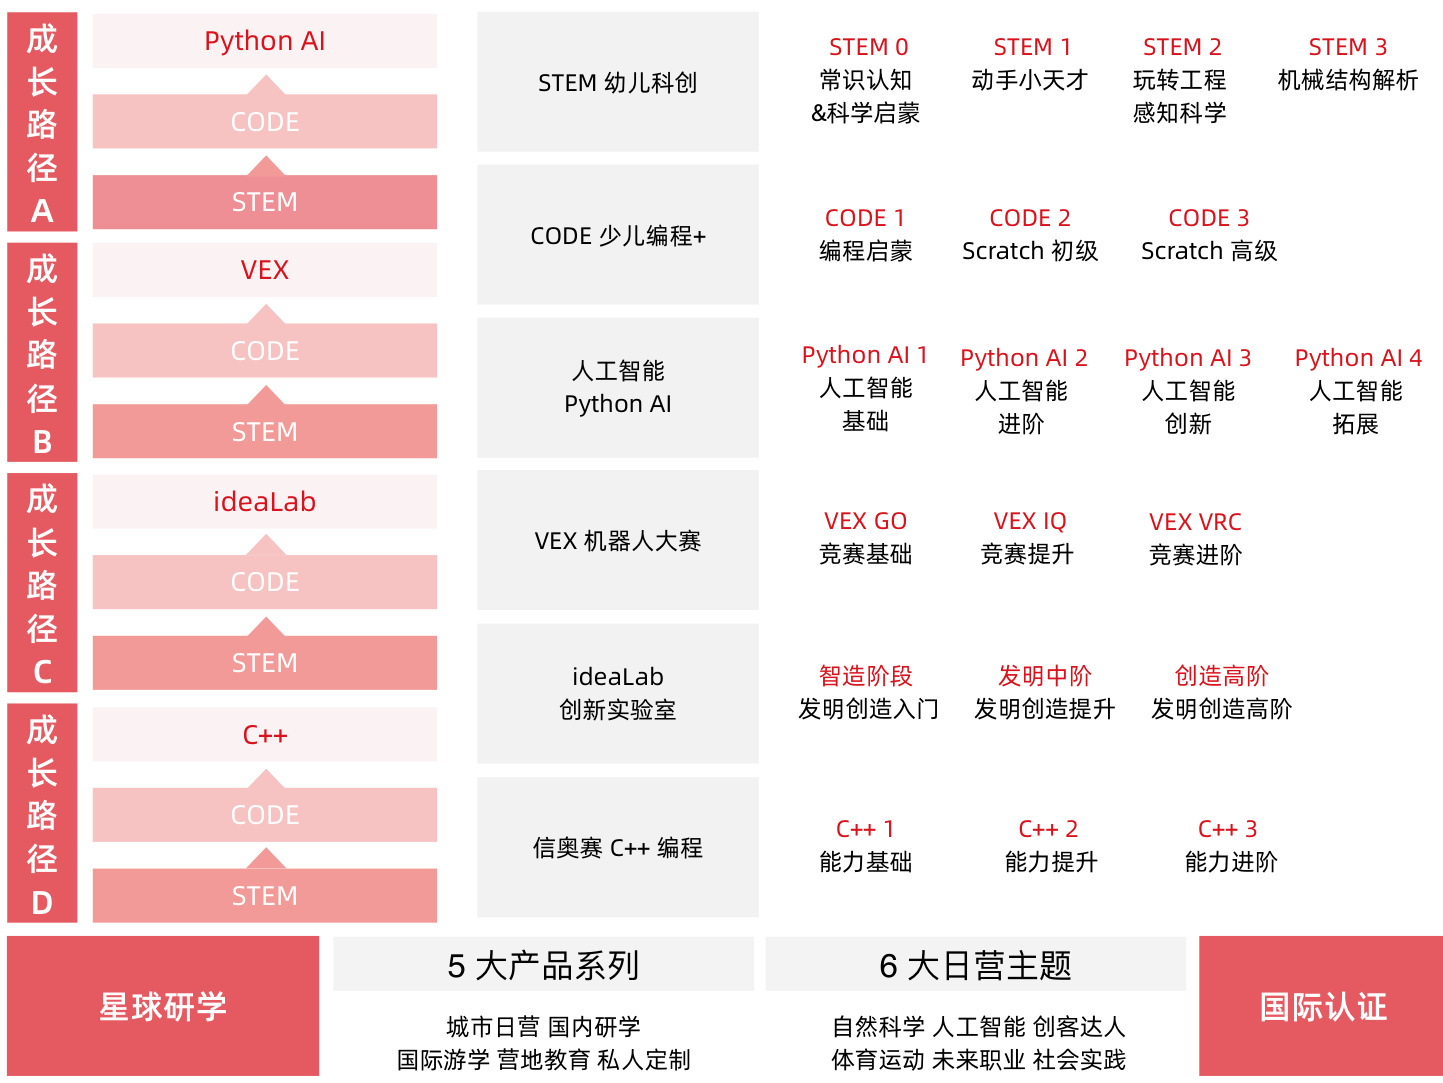 成长路径A
Python AI
CODE
STEM
成长路径B
VEX
CODE
STEM
成长路径C
ideaLab
CODE
STEM
成长路径D
C++
CODE
STEM
STEM 幼儿科创
STEM 0
常识认知
&科学启蒙
STEM 1
动手小天才
STEM 2
玩转工程
感知科学
STEM 3
机械结构解析
CODE 少儿编程+
CODE 1
编程启蒙
CODE 2
Scratch 初级
CODE 3
Scratch 高级
人工智能
Python AI
Python AI 1
人工智能
基础
Python AI 2
人工智能
进阶
Python AI 3
人工智能
创新
Python AI 4
人工智能
拓展
VEX 机器人大赛
VEX GO
竞赛基础
VEX IQ
竞赛提升
VEX VRC
竞赛进阶
ideaLab
创新实验室
智造阶段
发明创造入门
发明中阶
发明创造提升
创造高阶
发明创造高阶
信奥赛 C++ 编程
C++ 1
能力基础
C++ 2
能力提升
C++ 3
能力进阶
星球研学
5 大产品系列
城市日营 国内研学
国际游学 营地教育 私人定制
6 大日营主题
自然科学 人工智能 创客达人
体育运动 未来职业 社会实践
国际认证